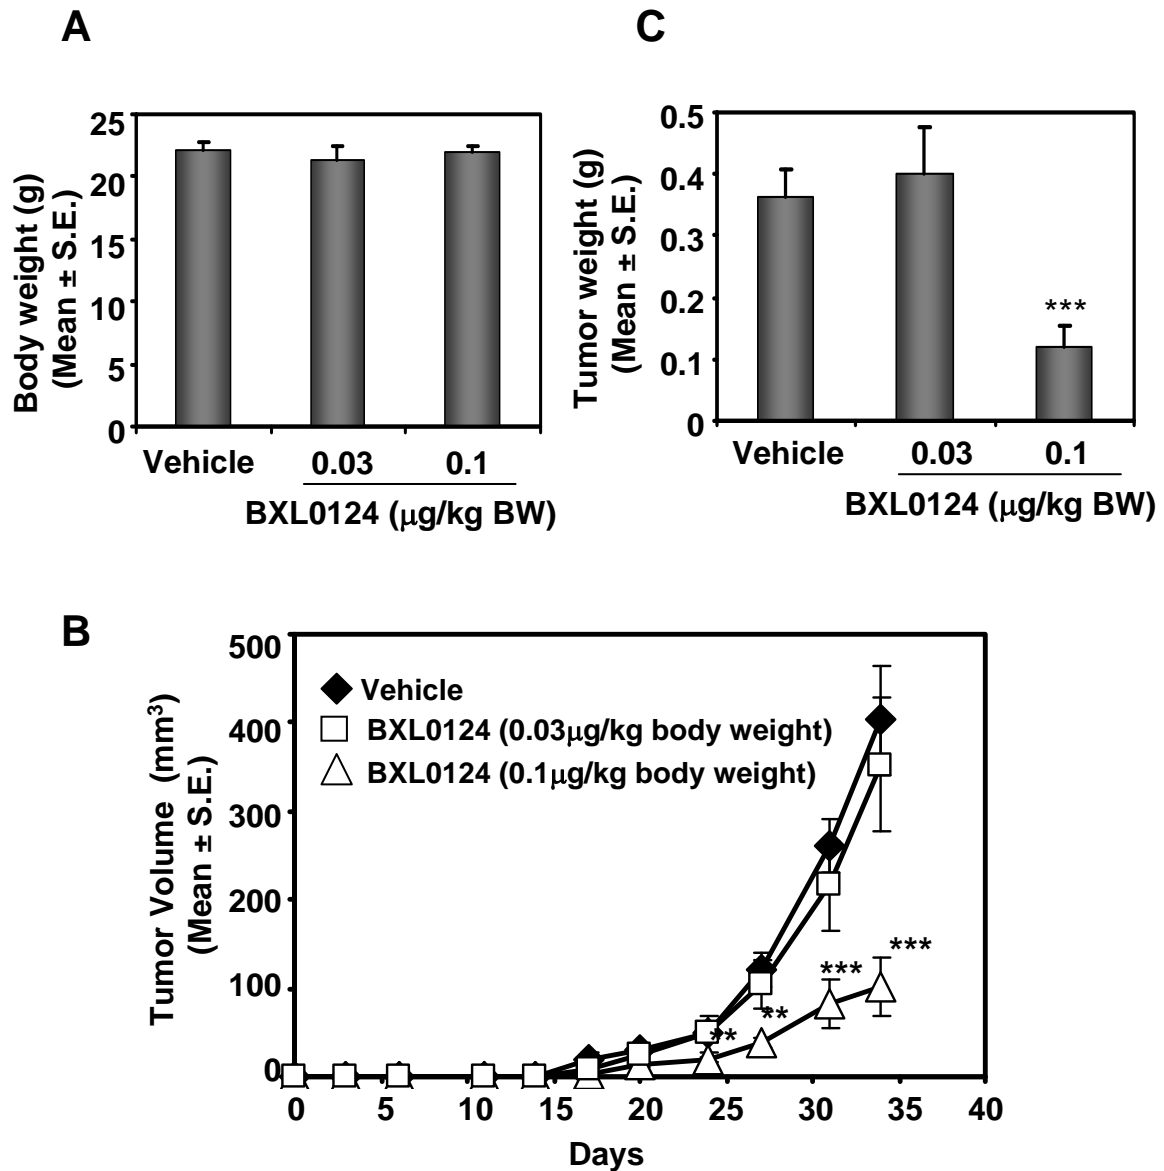 A
Body weight (g)
(Mean ± S.E.)
25
20
15
10
5
0
Vehicle
0.03
0.1
BXL0124 (μg/kg BW)
C
Tumor weight (g)
(Mean ± S.E.)
0.5
0.4
0.3
0.2
0.1
0
***
Vehicle
0.03
0.1
BXL0124 (μg/kg BW)
B
Tumor Volume (mm³)
(Mean ± S.E.)
500
400
300
200
100
0
Vehicle
BXL0124 (0.03μg/kg body weight)
BXL0124 (0.1μg/kg body weight)
**
**
***
***
0 5 10 15 20 25 30 35 40
Days